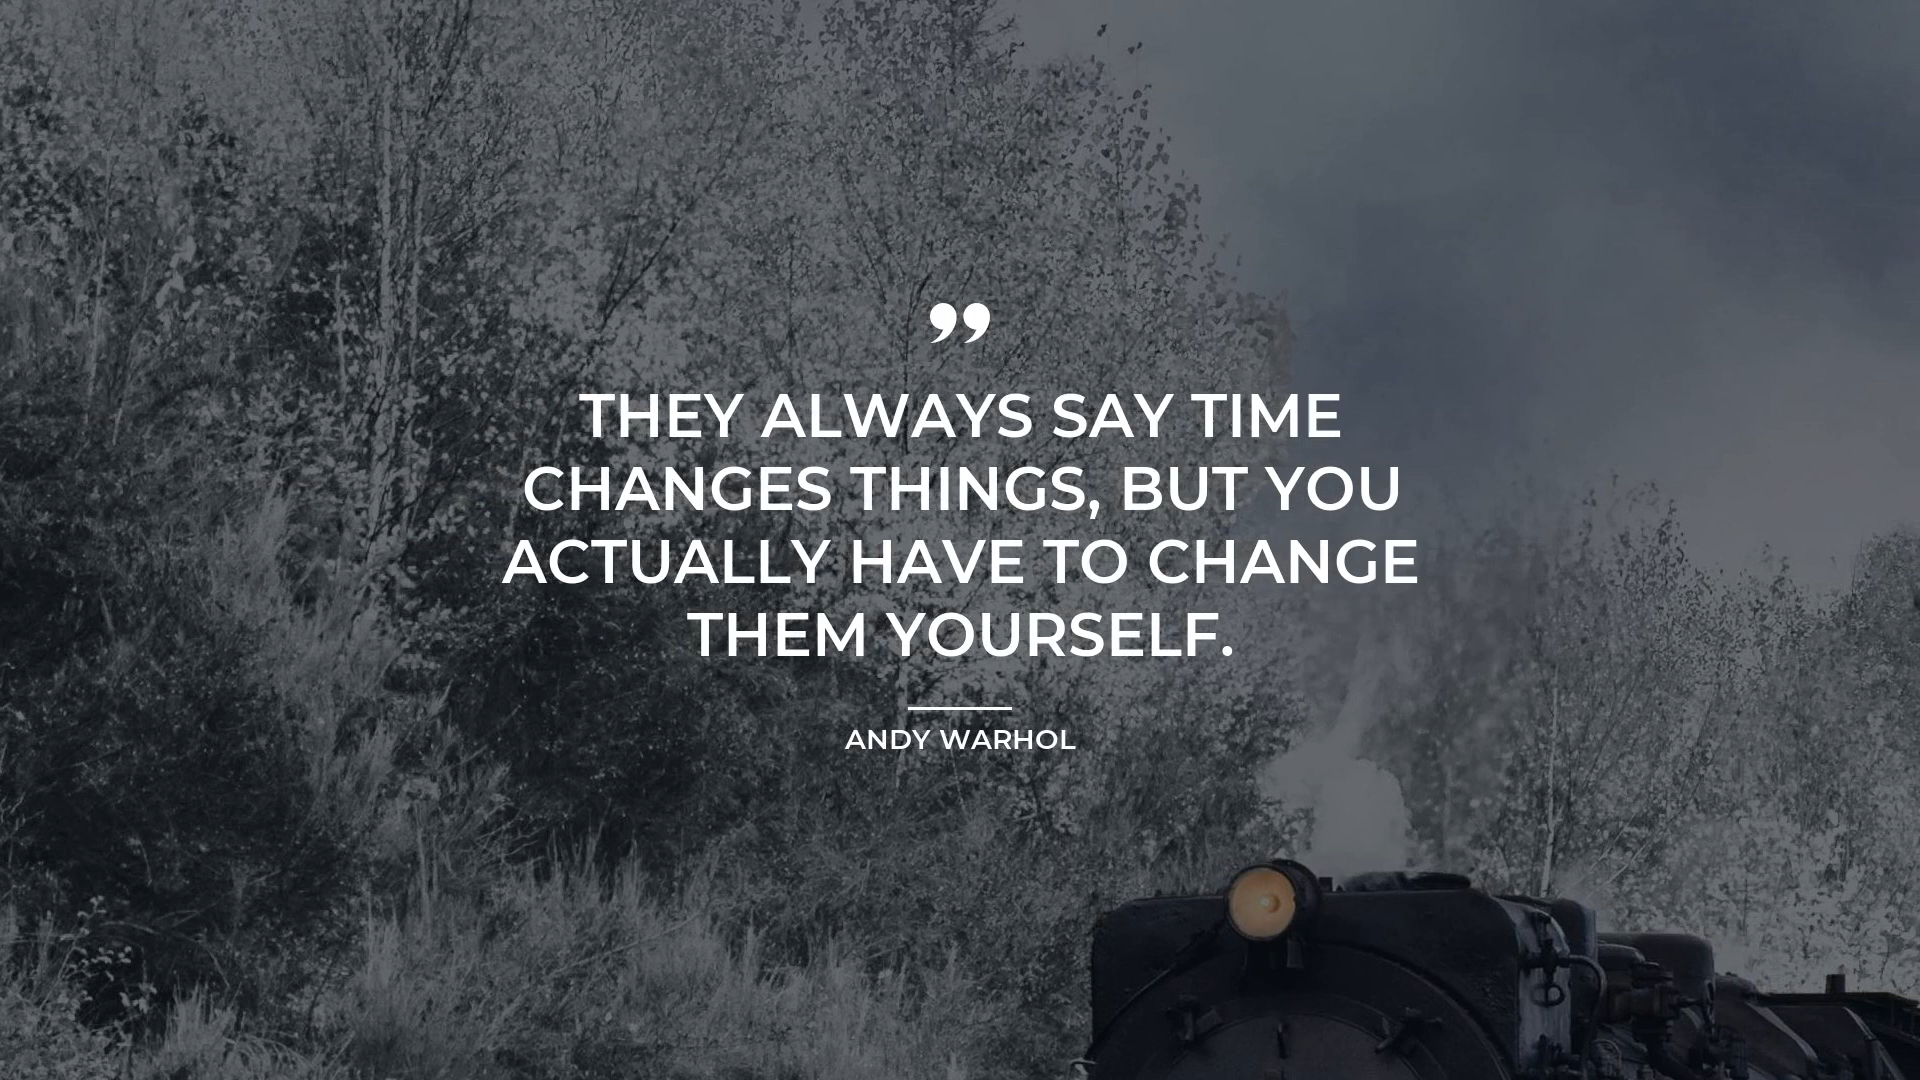 ”
THEY ALWAYS SAY TIME
CHANGES THINGS, BUT YOU
ACTUALLY HAVE TO CHANGE
THEM YOURSELF.
ANDY WARHOL